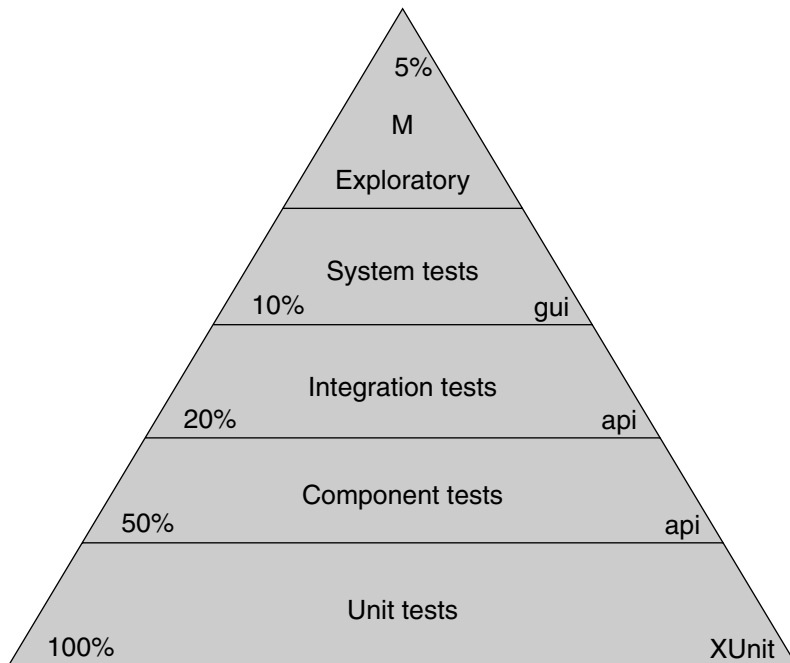 5%
M
Exploratory
System tests
10% gui
Integration tests
20% api
Component tests
50% api
Unit tests
100% XUnit